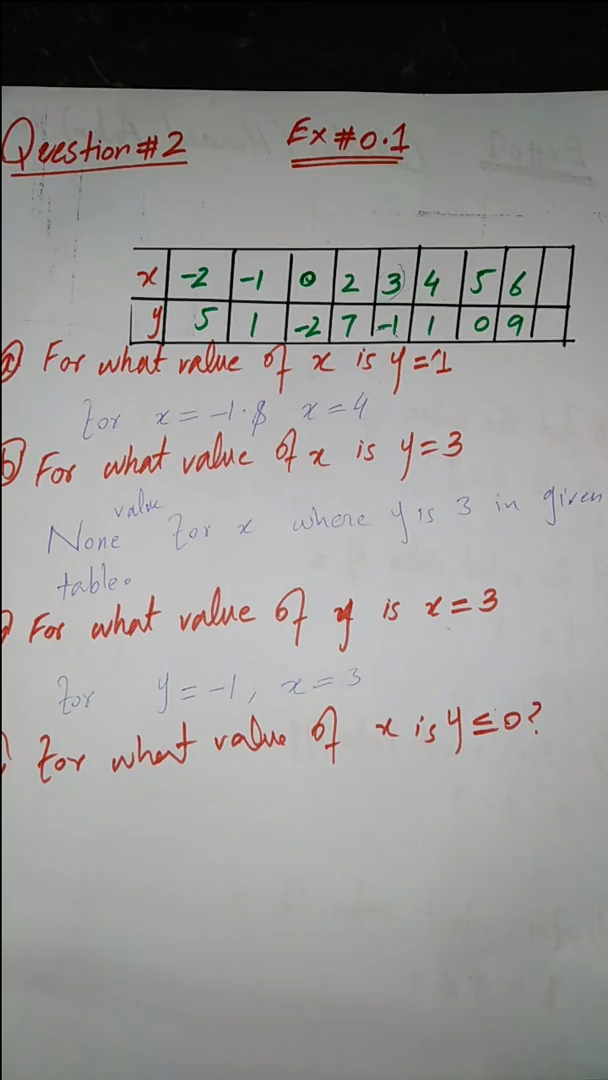 Question#2 Ex#0.1
x -2 -1 0 2 3 4 5 6
y 5 1 -2 7 -1 1 0 9
a) For what value of x is y=1
for x=-1. & x=4
b) For what value of x is y=3
value
None for x where y is 3 in given
table.
For what value of y is x=3
for y=-1, x=3
for what value of x is y≤0?